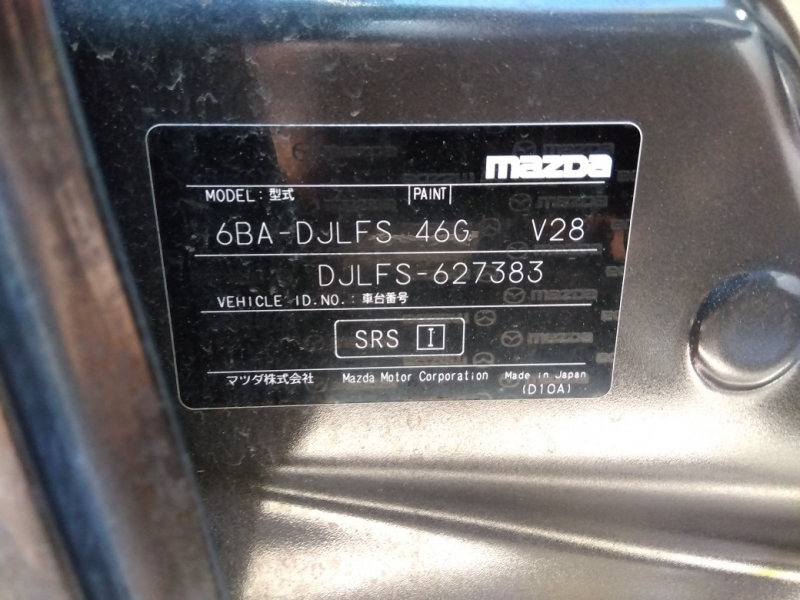 mazda
MODEL: 型式 PAINT
6BA-DJLFS 46G V28
DJLFS-627383
VEHICLE ID.NO.: 車台番号
SRS I
マツダ株式会社 Mazda Motor Corporation Made in Japan
(D10A)